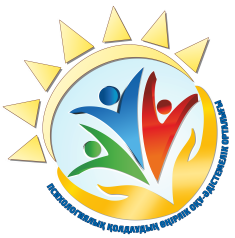 ПСИХОЛОГИЯЛЫҚ ҚОЛДАУДЫҢ ӨҢІРЛІК ОҚУ-ӘДІСТЕМЕЛІК ОРТАЛЫҒЫ